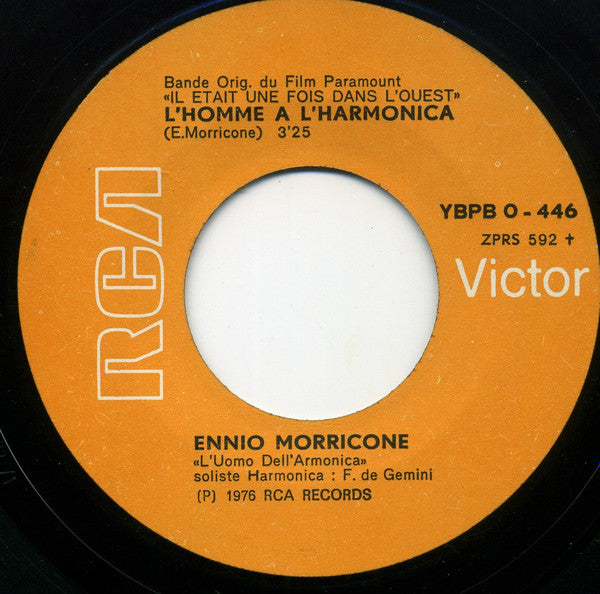 Bande Orig. du Film Paramount
«IL ETAIT UNE FOIS DANS L'OUEST»
L'HOMME A L'HARMONICA
(E.Morricone) 3'25
RCA
YBPB 0 - 446
ZPRS 592 +
Victor
ENNIO MORRICONE
«L'Uomo Dell'Armonica»
soliste Harmonica : F. de Gemini
(P) 1976 RCA RECORDS